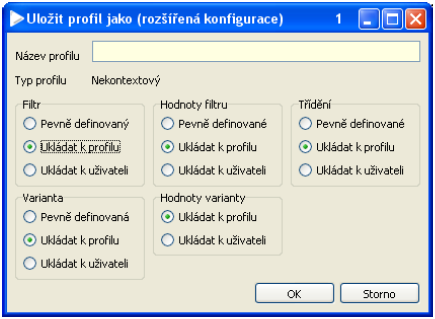 Uložit profil jako (rozšířená konfigurace) 1
Název profilu
Typ profilu Nekontextový
Filtr Hodnoty filtru Třídění
Pevně definovaný Pevně definované Pevně definované
Ukládat k profilu Ukládat k profilu Ukládat k profilu
Ukládat k uživateli Ukládat k uživateli Ukládat k uživateli
Varianta Hodnoty varianty
Pevně definovaná Ukládat k profilu
Ukládat k profilu Ukládat k uživateli
Ukládat k uživateli
OK Storno